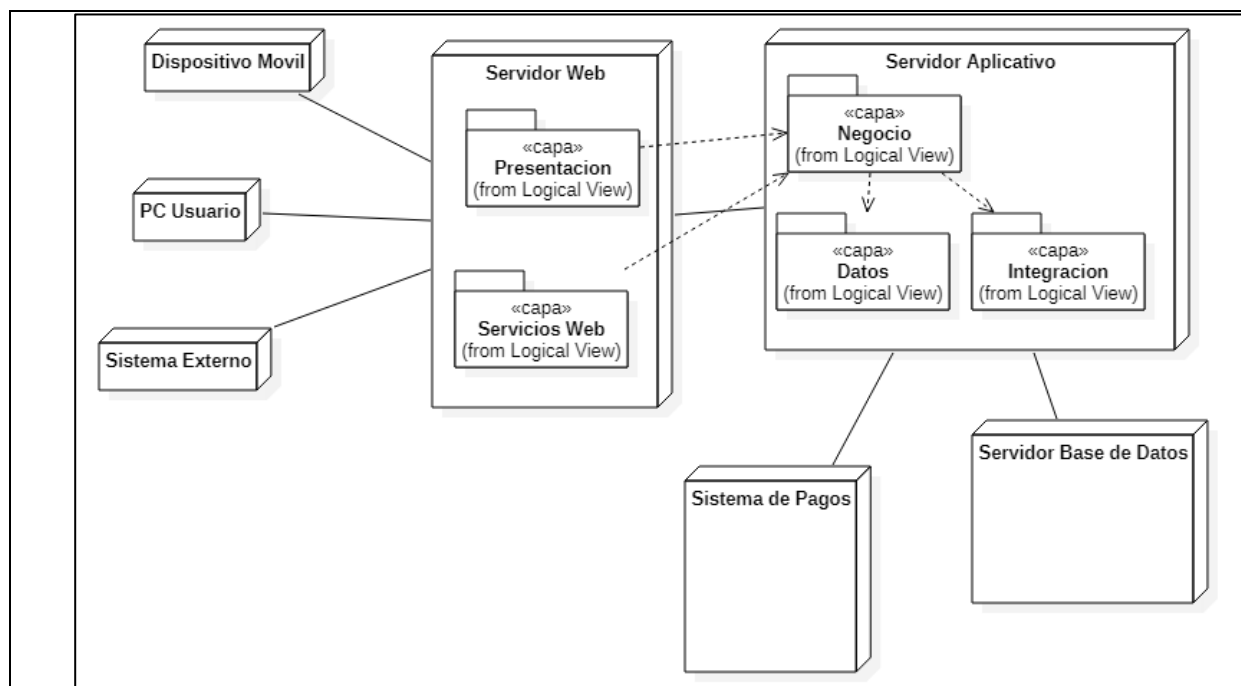 Dispositivo Movil
PC Usuario
Sistema Externo
Servidor Web
«capa»
Presentacion
(from Logical View)
«capa»
Servicios Web
(from Logical View)
Servidor Aplicativo
«capa»
Negocio
(from Logical View)
«capa»
Datos
(from Logical View)
«capa»
Integracion
(from Logical View)
Sistema de Pagos
Servidor Base de Datos